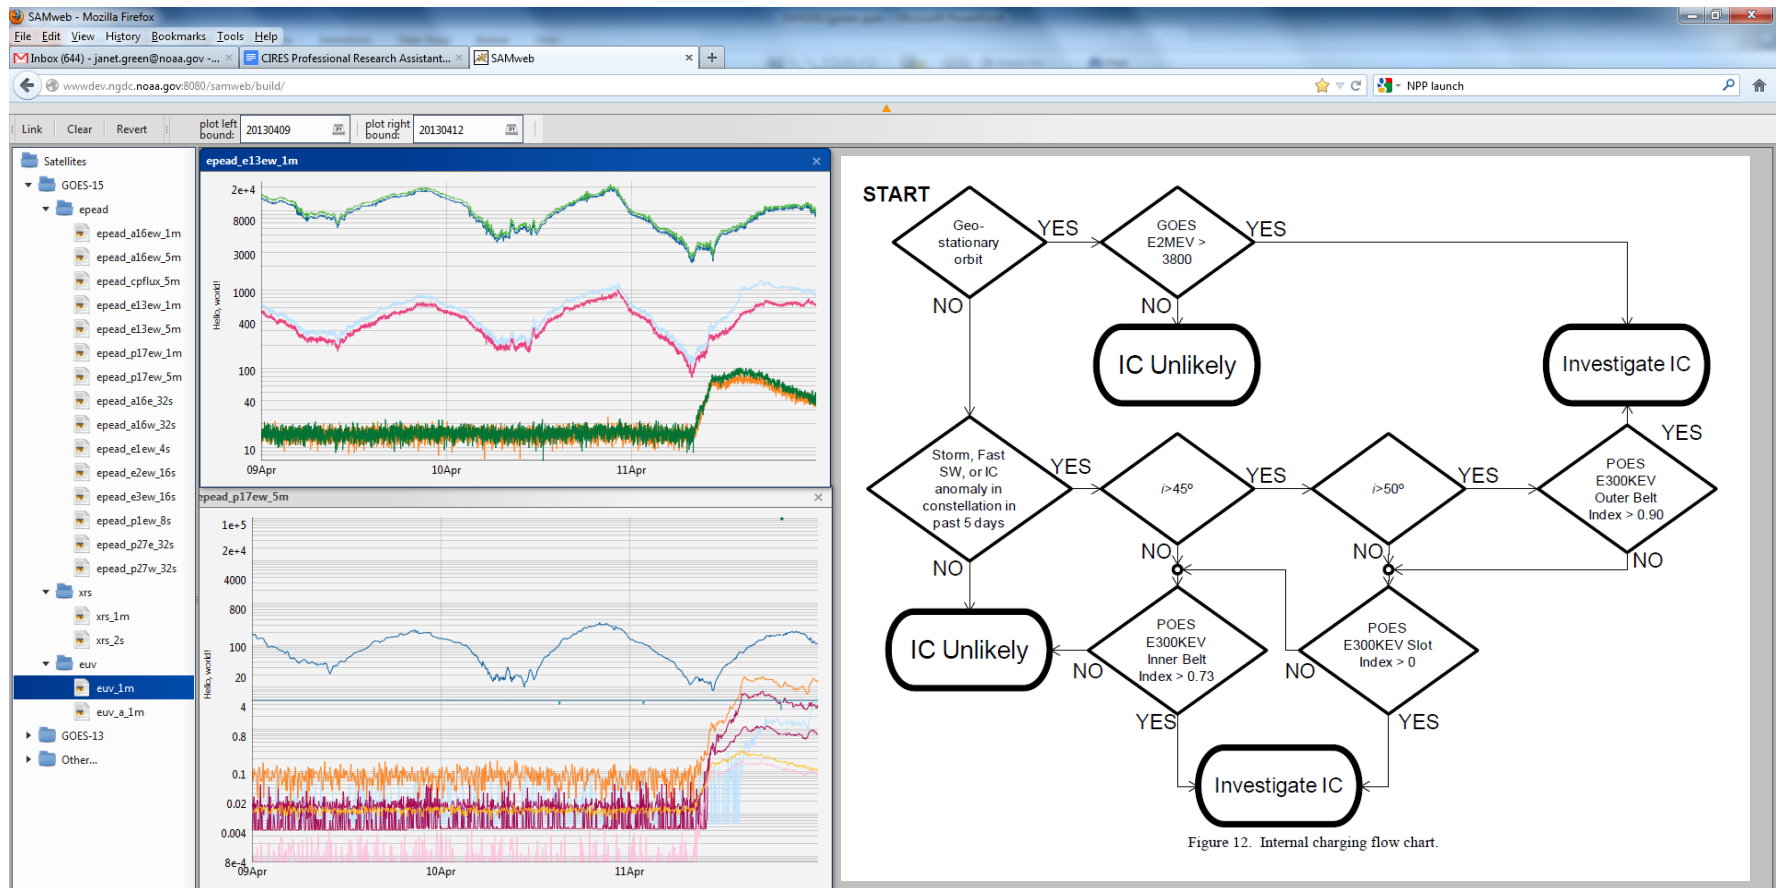 SAMweb - Mozilla Firefox
File Edit View History Bookmarks Tools Help
Inbox (644) - janet.green@noaa.gov -... ×
CIRES Professional Research Assistant... ×
SAMweb ×
wwwdev.ngdc.noaa.gov:8080/samweb/build/
NPP launch
Link Clear Revert
plot left bound: 20130409
plot right bound: 20130412
Satellites
GOES-15
epead
epead_a16ew_1m
epead_a16ew_5m
epead_cpflux_5m
epead_e13ew_1m
epead_e13ew_5m
epead_p17ew_1m
epead_p17ew_5m
epead_a16e_32s
epead_a16w_32s
epead_e1ew_4s
epead_e2ew_16s
epead_e3ew_16s
epead_p1ew_8s
epead_p27e_32s
epead_p27w_32s
xrs
xrs_1m
xrs_2s
euv
euv_1m
euv_a_1m
GOES-13
Other...
epead_e13ew_1m
2e+4
8000
3000
1000
400
100
40
10
Hello, world!
09Apr 10Apr 11Apr
epead_p17ew_5m
1e+5
2e+4
4000
800
100
20
4
0.8
0.1
0.02
0.004
8e-4
Hello, world!
09Apr 10Apr 11Apr
START
Geo-
stationary
orbit
YES
NO
GOES
E2MEV >
3800
YES
NO
IC Unlikely
Investigate IC
Storm, Fast
SW, or IC
anomaly in
constellation in
past 5 days
YES
NO
i>45º
YES
NO
i>50º
YES
NO
POES
E300KEV
Outer Belt
Index > 0.90
YES
NO
IC Unlikely
POES
E300KEV
Inner Belt
Index > 0.73
NO
YES
POES
E300KEV Slot
Index > 0
NO
YES
Investigate IC
Figure 12. Internal charging flow chart.